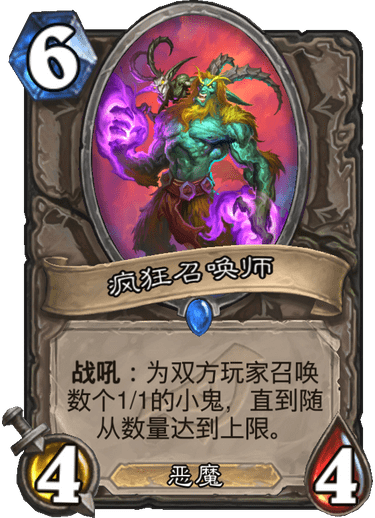 6
疯狂召唤师
战吼：为双方玩家召唤
数个1/1的小鬼，直到随
从数量达到上限。
4
恶魔
4